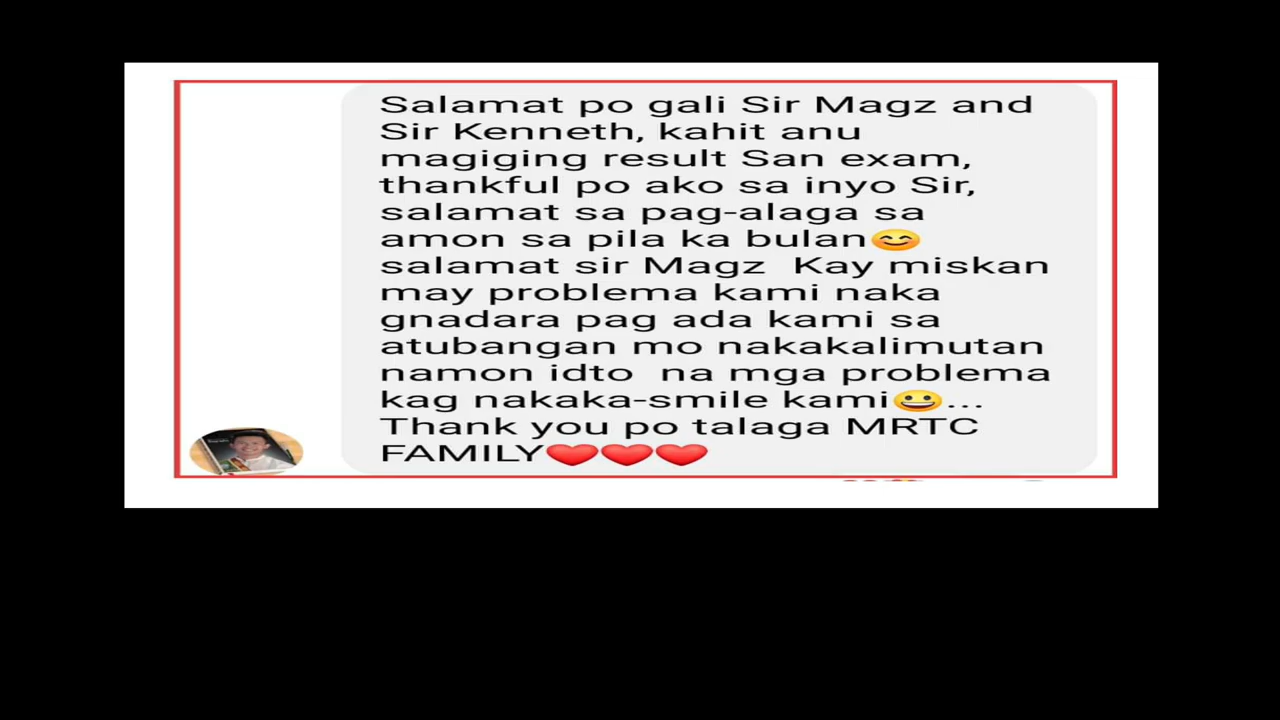 Salamat po gali Sir Magz and
Sir Kenneth, kahit anu
magiging result San exam,
thankful po ako sa inyo Sir,
salamat sa pag-alaga sa
amon sa pila ka bulan😊
salamat sir Magz  Kay miskan
may problema kami naka
gnadara pag ada kami sa
atubangan mo nakakalimutan
namon idto  na mga problema
kag nakaka-smile kami😀...
Thank you po talaga MRTC
FAMILY❤️❤️❤️